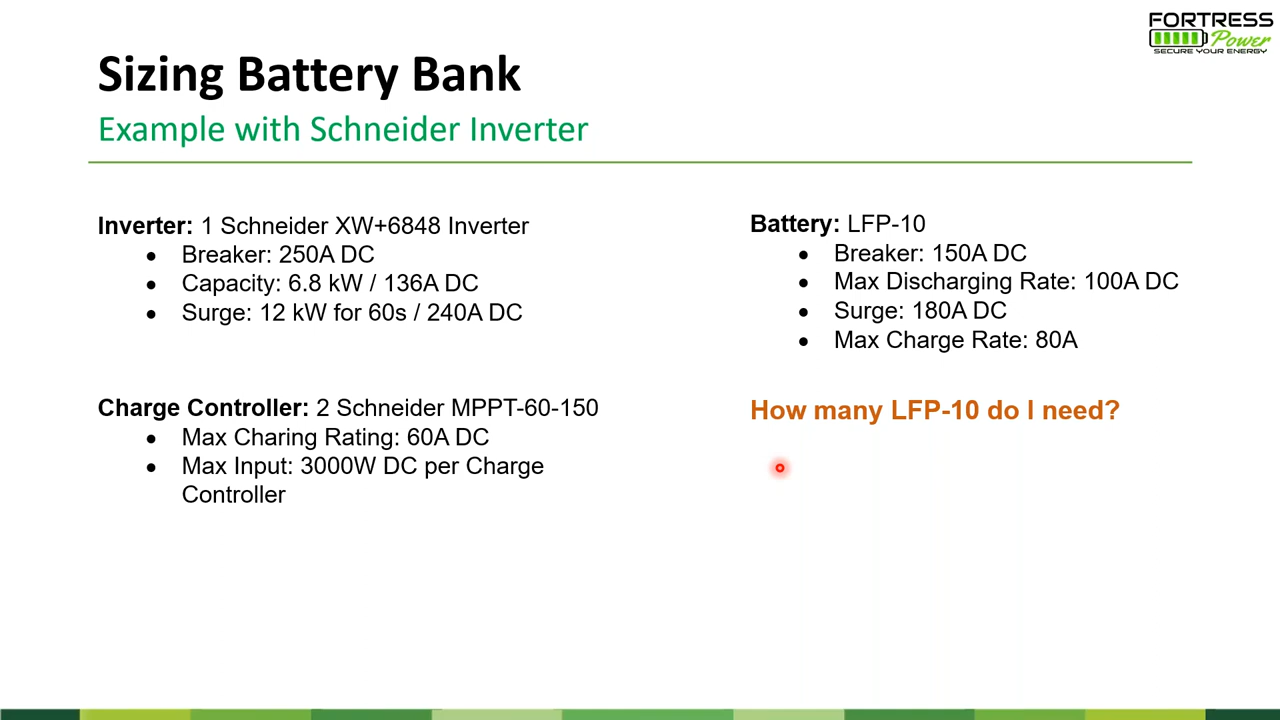 FORTRESS
Power
SECURE YOUR ENERGY
Sizing Battery Bank
Example with Schneider Inverter
Inverter: 1 Schneider XW+6848 Inverter
• Breaker: 250A DC
• Capacity: 6.8 kW / 136A DC
• Surge: 12 kW for 60s / 240A DC
Charge Controller: 2 Schneider MPPT-60-150
• Max Charing Rating: 60A DC
• Max Input: 3000W DC per Charge
Controller
Battery: LFP-10
• Breaker: 150A DC
• Max Discharging Rate: 100A DC
• Surge: 180A DC
• Max Charge Rate: 80A
How many LFP-10 do I need?